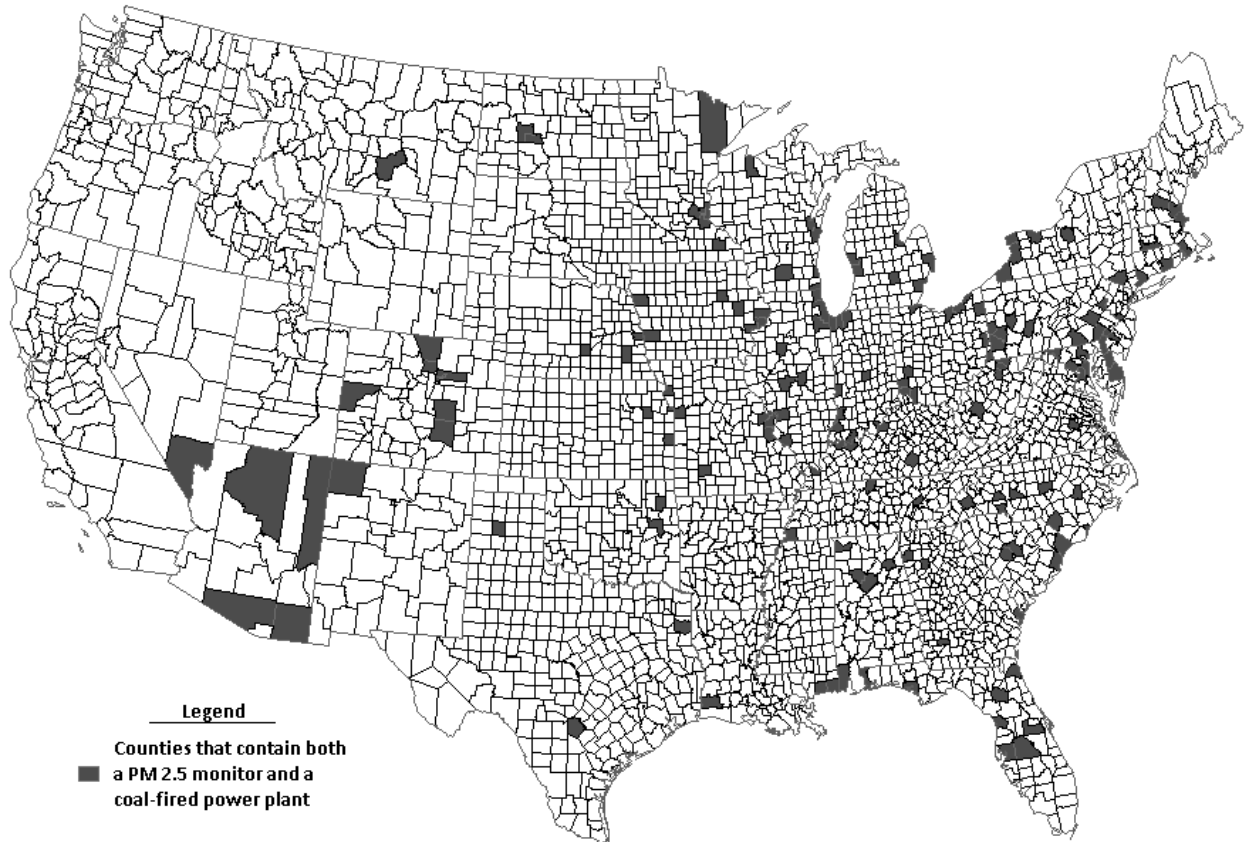 Legend
Counties that contain both
a PM 2.5 monitor and a
coal-fired power plant